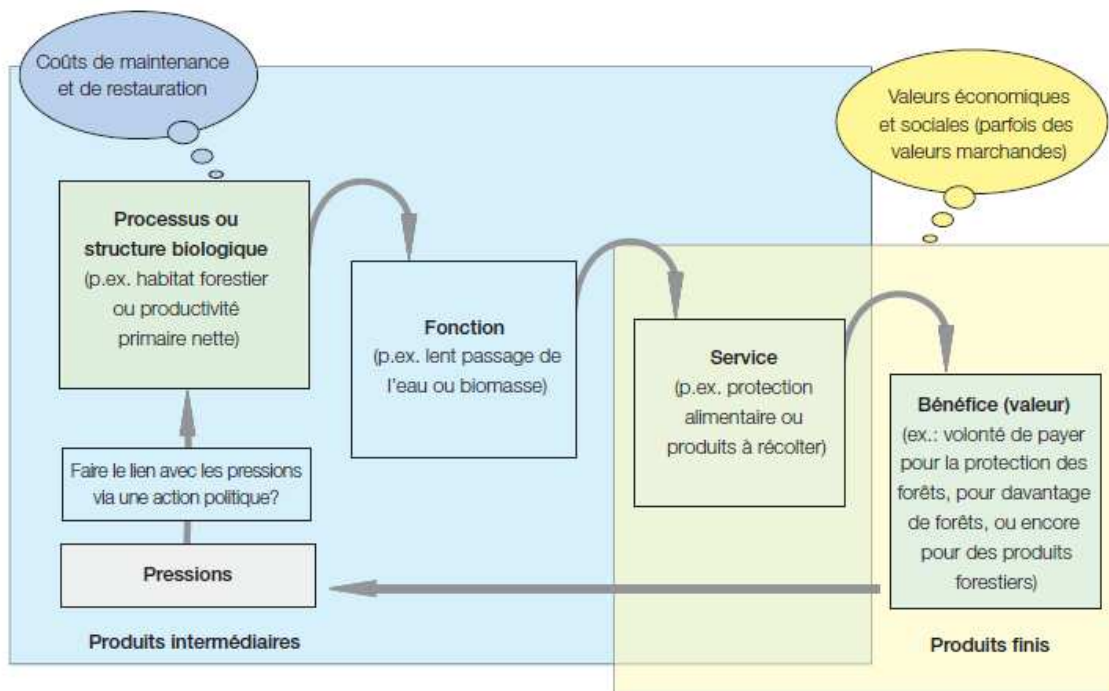 Coûts de maintenance
et de restauration
Valeurs économiques
et sociales (parfois des
valeurs marchandes)
Processus ou
structure biologique
(p.ex. habitat forestier
ou productivité
primaire nette)
Fonction
(p.ex. lent passage de
l'eau ou biomasse)
Service
(p.ex. protection
alimentaire ou
produits à récolter)
Bénéfice (valeur)
(ex.: volonté de payer
pour la protection des
forêts, pour davantage
de forêts, ou encore
pour des produits
forestiers)
Faire le lien avec les pressions
via une action politique?
Pressions
Produits intermédiaires
Produits finis